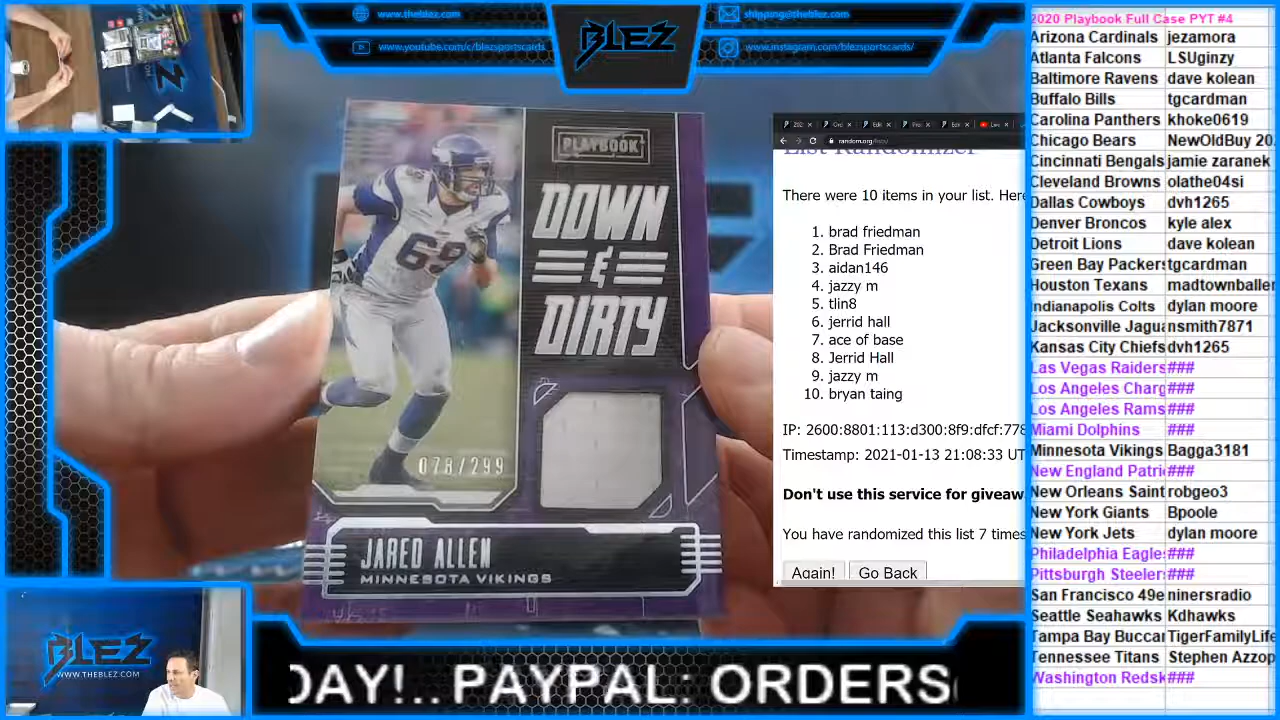 www.theblez.com
shipping@theblez.com
www.youtube.com/c/blezsportscards
www.instagram.com/blezsportscards/
BLEZ
PLAYBOOK
DOWN
&
DIRTY
69
078/299
JARED ALLEN
MINNESOTA VIKINGS
random.org/lists/
List Randomizer
There were 10 items in your list. Here
1. brad friedman
2. Brad Friedman
3. aidan146
4. jazzy m
5. tlin8
6. jerrid hall
7. ace of base
8. Jerrid Hall
9. jazzy m
10. bryan taing
IP: 2600:8801:113:d300:8f9:dfcf:778
Timestamp: 2021-01-13 21:08:33 UT
Don't use this service for giveaw
You have randomized this list 7 times
Again! Go Back
2020 Playbook Full Case PYT #4
Arizona Cardinals jezamora
Atlanta Falcons LSUginzy
Baltimore Ravens dave kolean
Buffalo Bills tgcardman
Carolina Panthers khoke0619
Chicago Bears NewOldBuy 20
Cincinnati Bengals jamie zaranek
Cleveland Browns olathe04si
Dallas Cowboys dvh1265
Denver Broncos kyle alex
Detroit Lions dave kolean
Green Bay Packers tgcardman
Houston Texans madtownballer
Indianapolis Colts dylan moore
Jacksonville Jagua nsmith7871
Kansas City Chiefs dvh1265
Las Vegas Raiders ###
Los Angeles Charg ###
Los Angeles Rams ###
Miami Dolphins ###
Minnesota Vikings Bagga3181
New England Patri ###
New Orleans Saint robgeo3
New York Giants Bpoole
New York Jets dylan moore
Philadelphia Eagle ###
Pittsburgh Steeler ###
San Francisco 49e ninersradio
Seattle Seahawks Kdhawks
Tampa Bay Buccar TigerFamilyLife
Tennessee Titans Stephen Azzop
Washington Redsk ###
BLEZ
WWW.THEBLEZ.COM
DAY!.. PAYPAL: ORDERS